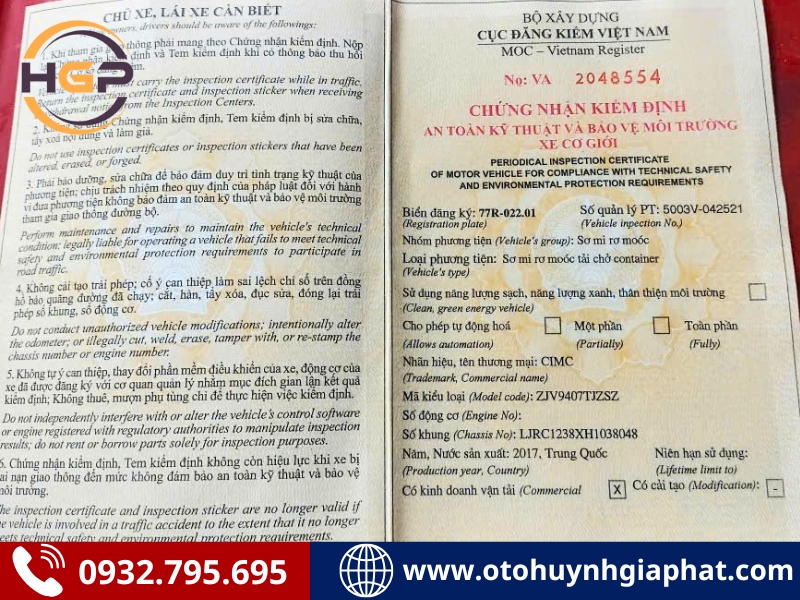 CHỦ XE, LÁI XE CẦN BIẾT
owners, drivers should be aware of the followings:
1. Khi tham gia giao thông phải mang theo Chứng nhận kiểm định. Nộp
nhận kiểm định và Tem kiểm định khi có thông báo thu hồi
must carry the inspection certificate while in traffic.
Return the inspection certificate and inspection sticker when receiving
withdrawal notice from the Inspection Centers.
HGP
2. Chứng nhận kiểm định, Tem kiểm định bị sửa chữa,
tẩy xoá nội dung và làm giả.
Do not use inspection certificates or inspection stickers that have been
altered, erased, or forged.
3. Phải bảo dưỡng, sửa chữa để bảo đảm duy trì tình trạng kỹ thuật của
phương tiện; chịu trách nhiệm theo quy định của pháp luật đối với hành
vi đưa phương tiện không bảo đảm an toàn kỹ thuật và bảo vệ môi trường
tham gia giao thông đường bộ.
Perform maintenance and repairs to maintain the vehicle's technical
condition; legally liable for operating a vehicle that fails to meet technical
safety and environmental protection requirements to participate in
road traffic.
4. Không cải tạo trái phép; cố ý can thiệp làm sai lệch chỉ số trên đồng
hồ báo quãng đường đã chạy; cắt, hàn, tẩy xóa, đục sửa, đóng lại trái
phép số khung, số động cơ.
Do not conduct unauthorized vehicle modifications; intentionally alter
the odometer; or illegally cut, weld, erase, tamper with, or re-stamp the
chassis number or engine number.
5. Không tự ý can thiệp, thay đổi phần mềm điều khiển của xe, động cơ của
xe đã được đăng ký với cơ quan quản lý nhằm mục đích gian lận kết quả
kiểm định; Không thuê, mượn phụ tùng chỉ để thực hiện việc kiểm định.
Do not independently interfere with or alter the vehicle's control software
or engine registered with regulatory authorities to manipulate inspection
results; do not rent or borrow parts solely for inspection purposes.
6. Chứng nhận kiểm định, Tem kiểm định không còn hiệu lực khi xe bị
tai nạn giao thông đến mức không đảm bảo an toàn kỹ thuật và bảo vệ
môi trường.
The inspection certificate and inspection sticker are no longer valid if
the vehicle is involved in a traffic accident to the extent that it no longer
meets technical safety and environmental protection requirements.
BỘ XÂY DỰNG
CỤC ĐĂNG KIỂM VIỆT NAM
MOC – Vietnam Register
No: VA 2048554
CHỨNG NHẬN KIỂM ĐỊNH
AN TOÀN KỸ THUẬT VÀ BẢO VỆ MÔI TRƯỜNG
XE CƠ GIỚI
PERIODICAL INSPECTION CERTIFICATE
OF MOTOR VEHICLE FOR COMPLIANCE WITH TECHNICAL SAFETY
AND ENVIRONMENTAL PROTECTION REQUIREMENTS
Biển đăng ký: 77R-022.01 Số quản lý PT: 5003V-042521
(Registration plate) (Vehicle inpection No.)
Nhóm phương tiện (Vehicle's group): Sơ mi rơ moóc
Loại phương tiện: Sơ mi rơ moóc tải chở container
(Vehicle's type)
Sử dụng năng lượng sạch, năng lượng xanh, thân thiện môi trường
(Clean, green energy vehicle)
Cho phép tự động hoá Một phần Toàn phần
(Allows automation) (Partially) (Fully)
Nhãn hiệu, tên thương mại: CIMC
(Trademark, Commercial name)
Mã kiểu loại (Model code): ZJV9407TJZSZ
Số động cơ (Engine No):
Số khung (Chassis No): LJRC1238XH1038048
Năm, Nước sản xuất: 2017, Trung Quốc Niên hạn sử dụng:
(Production year, Country) (Lifetime limit to)
Có kinh doanh vận tải (Commercial X Có cải tạo (Modification): -
0932.795.695 www.otohuynhgiaphat.com